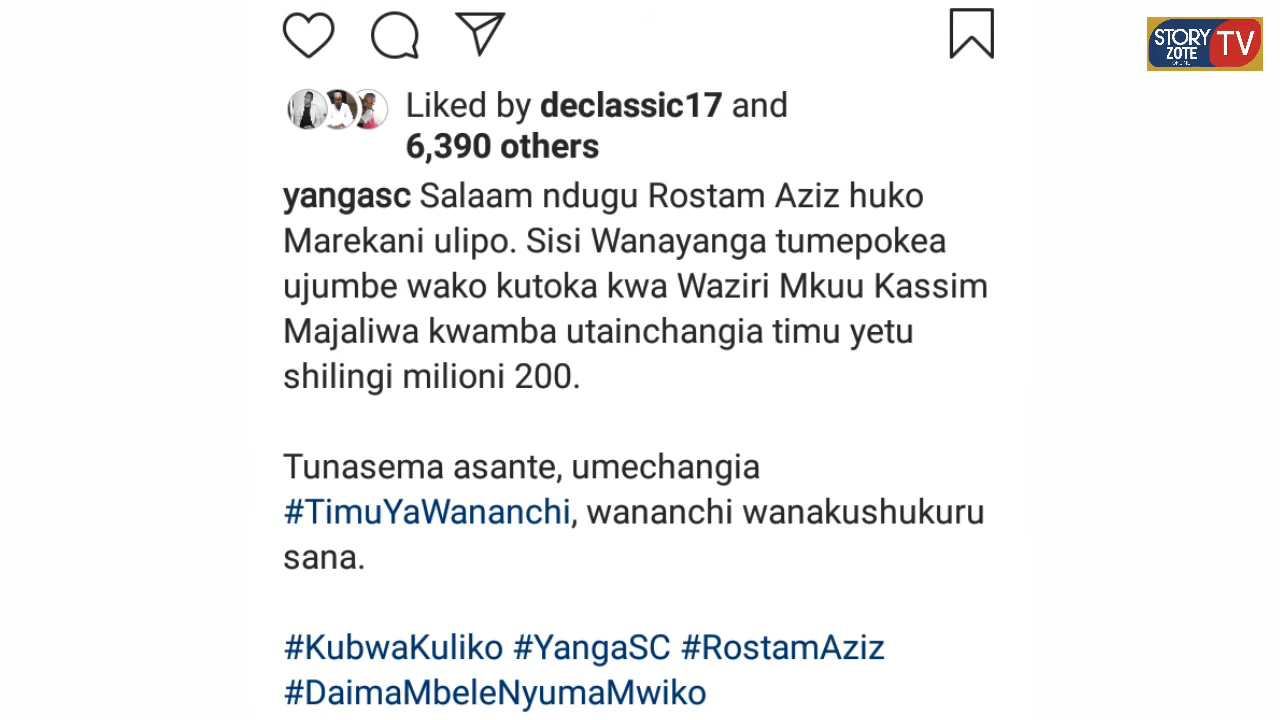 STORY
ZOTE
ONLINE
TV
Liked by declassic17 and
6,390 others
yangasc Salaam ndugu Rostam Aziz huko
Marekani ulipo. Sisi Wanayanga tumepokea
ujumbe wako kutoka kwa Waziri Mkuu Kassim
Majaliwa kwamba utainchangia timu yetu
shilingi milioni 200.
Tunasema asante, umechangia
#TimuYaWananchi, wananchi wanakushukuru
sana.
#KubwaKuliko #YangaSC #RostamAziz
#DaimaMbeleNyumaMwiko